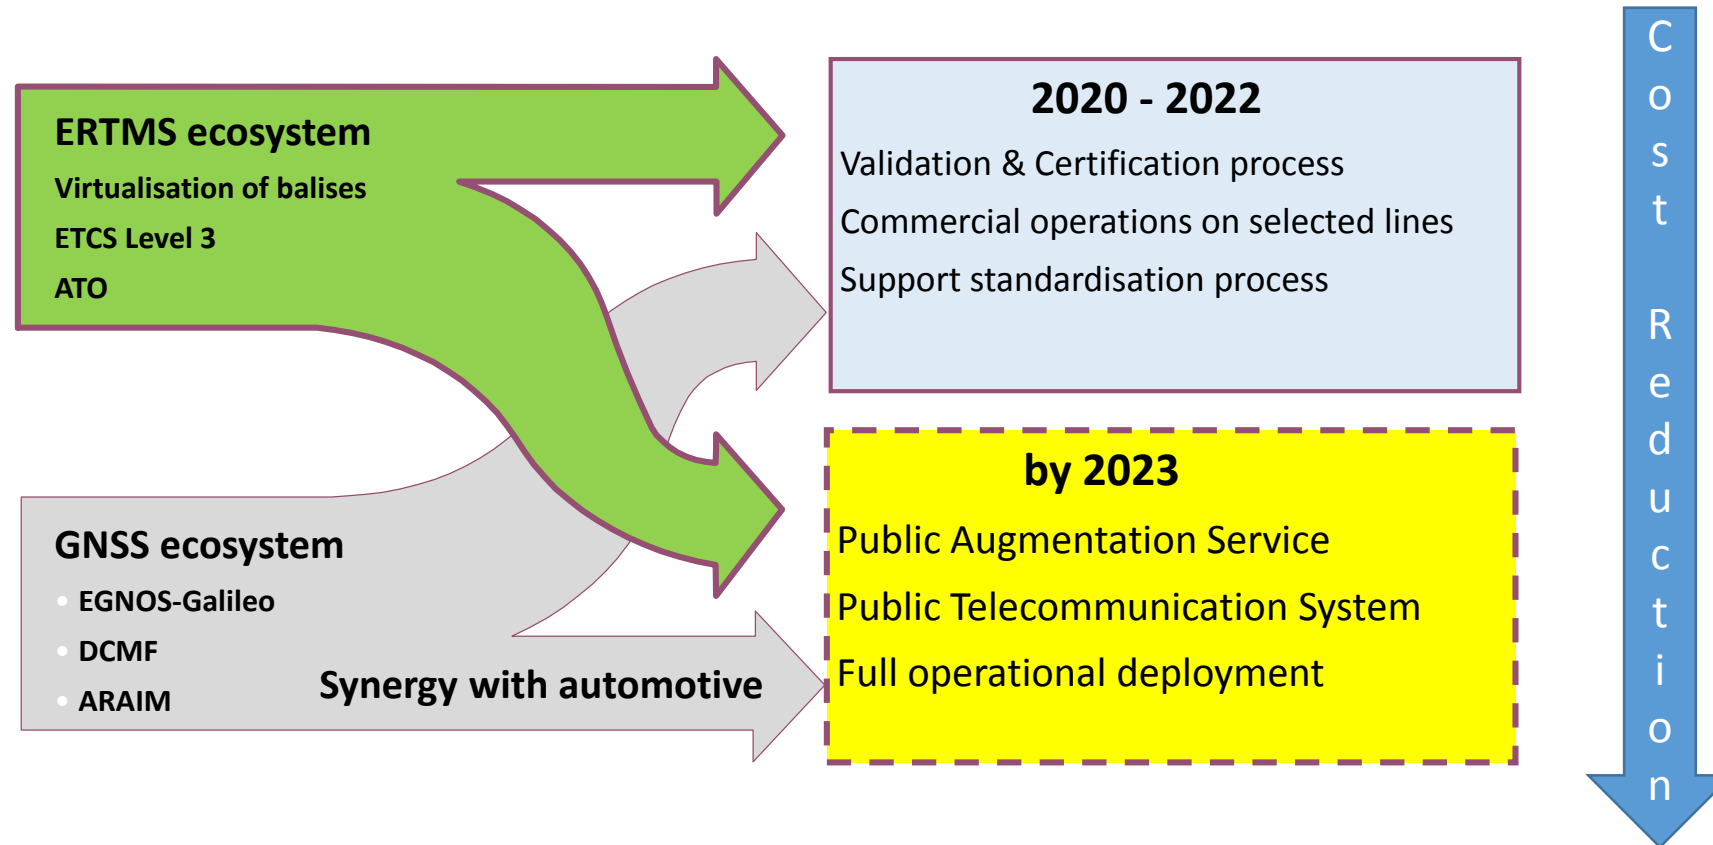 ERTMS ecosystem
Virtualisation of balises
ETCS Level 3
ATO
GNSS ecosystem
• EGNOS-Galileo
• DCMF
• ARAIM
Synergy with automotive
2020 - 2022
Validation & Certification process
Commercial operations on selected lines
Support standardisation process
by 2023
Public Augmentation Service
Public Telecommunication System
Full operational deployment
Cost Reduction